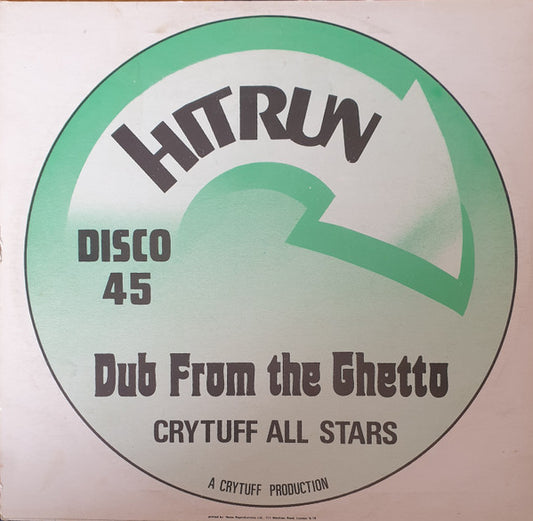 HITRUN
DISCO
45
Dub From the Ghetto
CRYTUFF ALL STARS
A CRYTUFF PRODUCTION